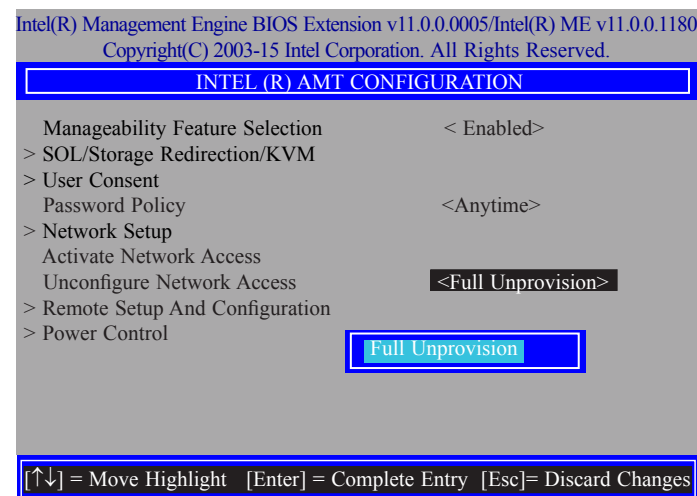 Intel(R) Management Engine BIOS Extension v11.0.0.0005/Intel(R) ME v11.0.0.1180
Copyright(C) 2003-15 Intel Corporation. All Rights Reserved.
INTEL (R) AMT CONFIGURATION
Manageability Feature Selection < Enabled>
> SOL/Storage Redirection/KVM
> User Consent
Password Policy <Anytime>
> Network Setup
Activate Network Access
Unconfigure Network Access <Full Unprovision>
> Remote Setup And Configuration
> Power Control
Full Unprovision
[↑↓] = Move Highlight [Enter] = Complete Entry [Esc]= Discard Changes